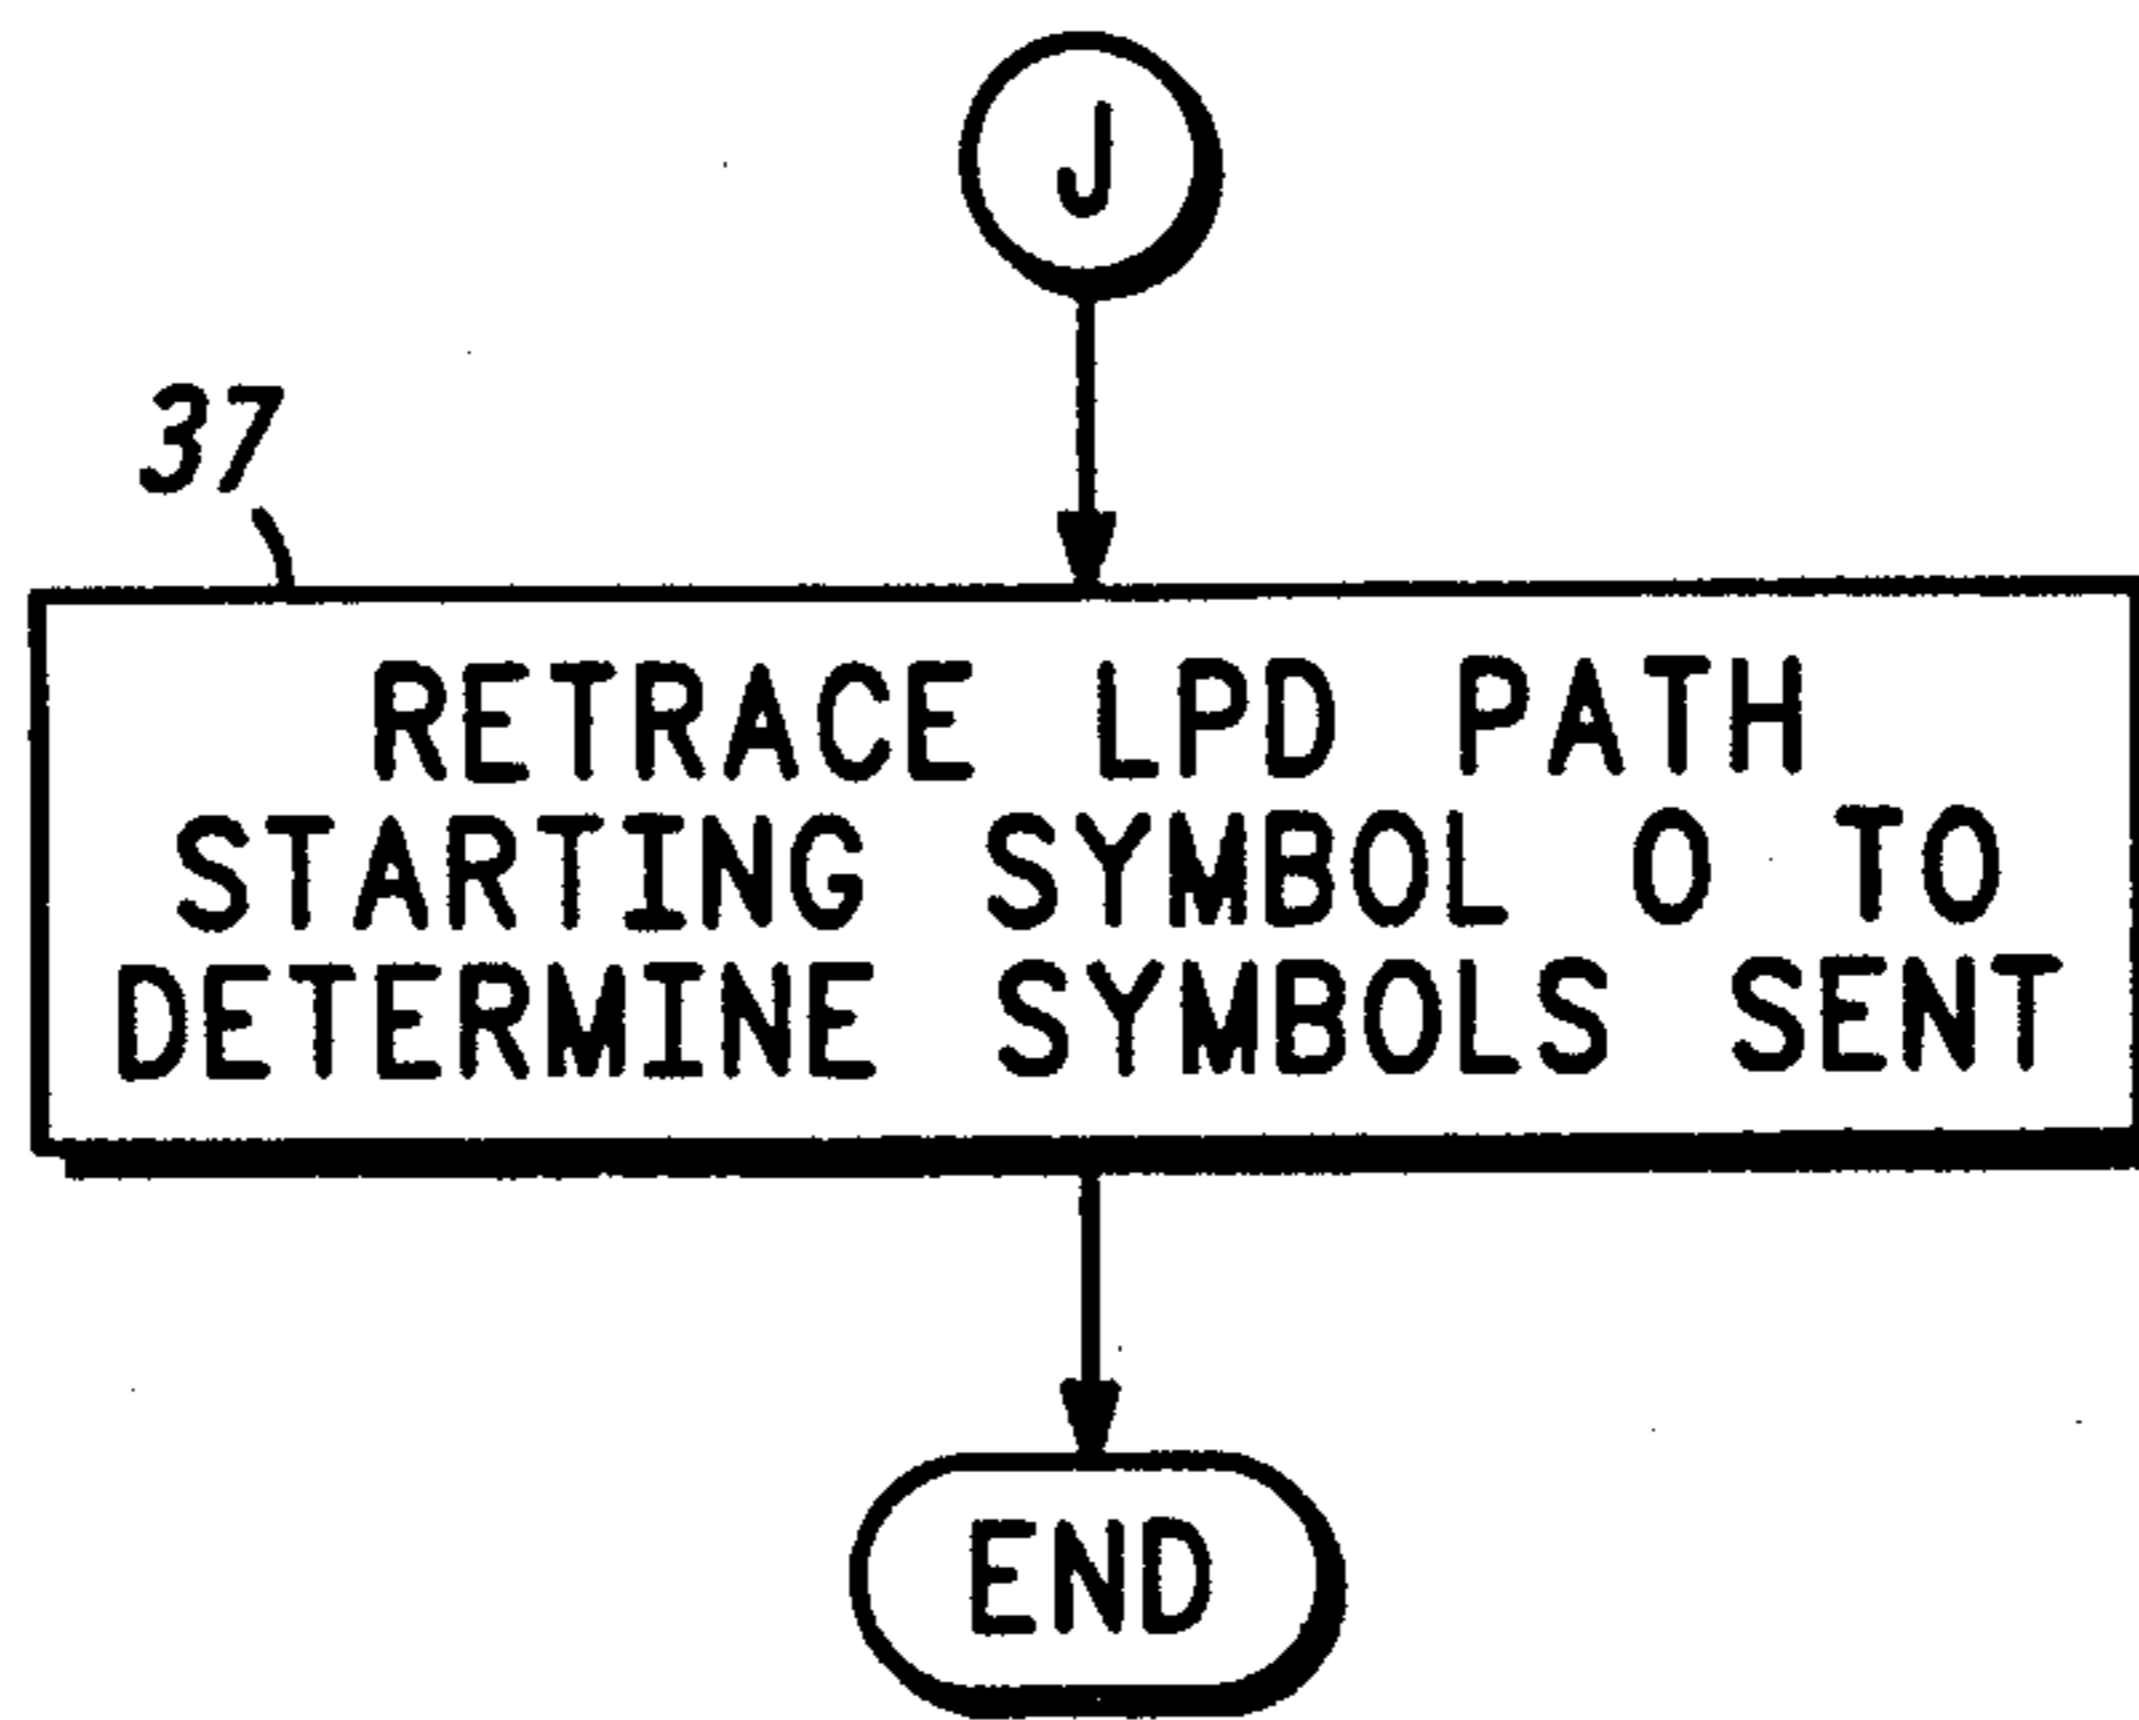 J
37
RETRACE LPD PATH
STARTING SYMBOL 0 TO
DETERMINE SYMBOLS SENT
END